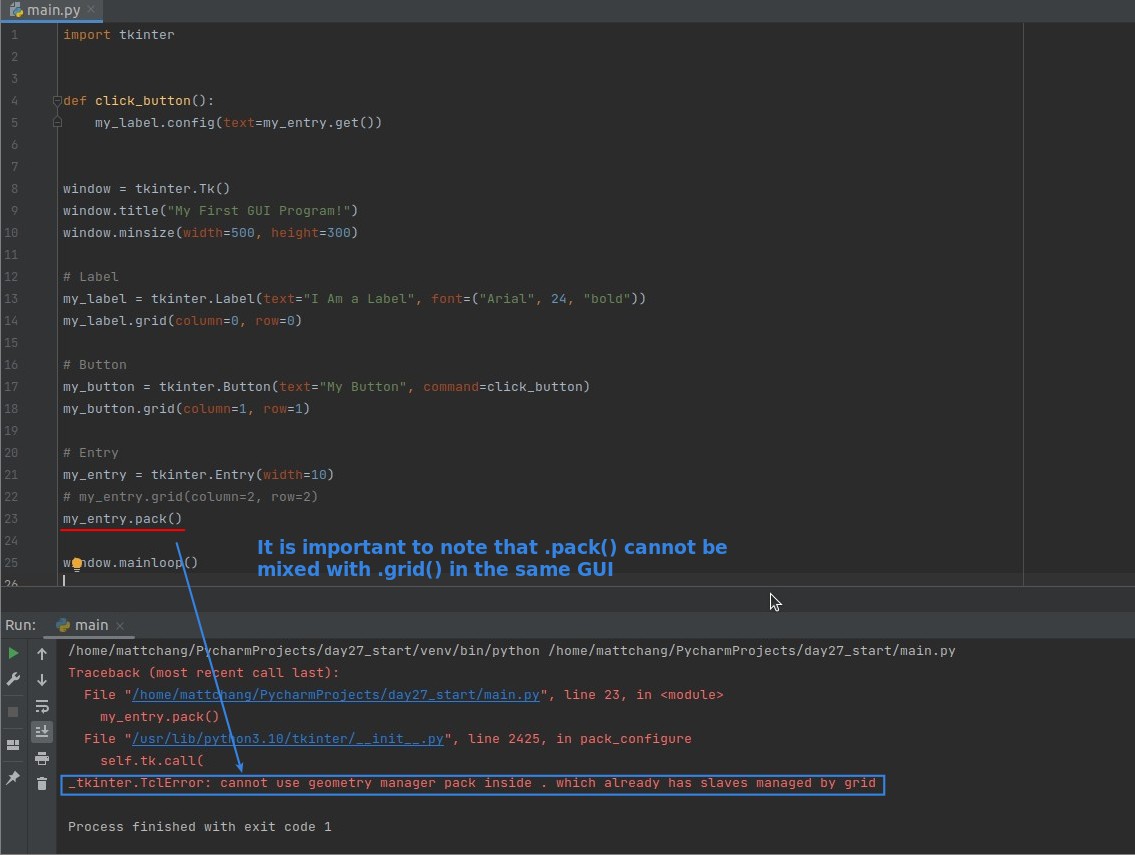 main.py
1 import tkinter
2
3
4 def click_button():
5 my_label.config(text=my_entry.get())
6
7
8 window = tkinter.Tk()
9 window.title("My First GUI Program!")
10 window.minsize(width=500, height=300)
11
12 # Label
13 my_label = tkinter.Label(text="I Am a Label", font=("Arial", 24, "bold"))
14 my_label.grid(column=0, row=0)
15
16 # Button
17 my_button = tkinter.Button(text="My Button", command=click_button)
18 my_button.grid(column=1, row=1)
19
20 # Entry
21 my_entry = tkinter.Entry(width=10)
22 # my_entry.grid(column=2, row=2)
23 my_entry.pack()
24
It is important to note that .pack() cannot be
mixed with .grid() in the same GUI
25 window.mainloop()
26
Run: main
/home/mattchang/PycharmProjects/day27_start/venv/bin/python /home/mattchang/PycharmProjects/day27_start/main.py
Traceback (most recent call last):
File "/home/mattchang/PycharmProjects/day27_start/main.py", line 23, in <module>
my_entry.pack()
File "/usr/lib/python3.10/tkinter/__init__.py", line 2425, in pack_configure
self.tk.call(
_tkinter.TclError: cannot use geometry manager pack inside . which already has slaves managed by grid
Process finished with exit code 1